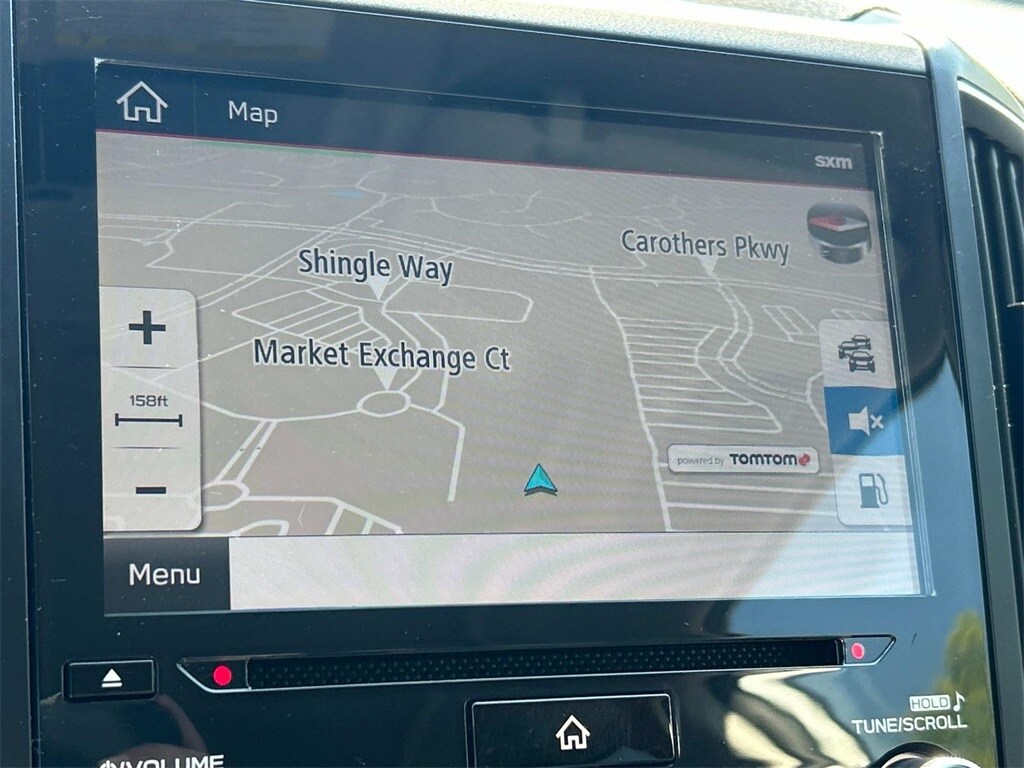 Map
sxm
Carothers Pkwy
Shingle Way
Market Exchange Ct
158ft
powered by TOMTOM
Menu
HOLD
TUNE/SCROLL
/VOLUME